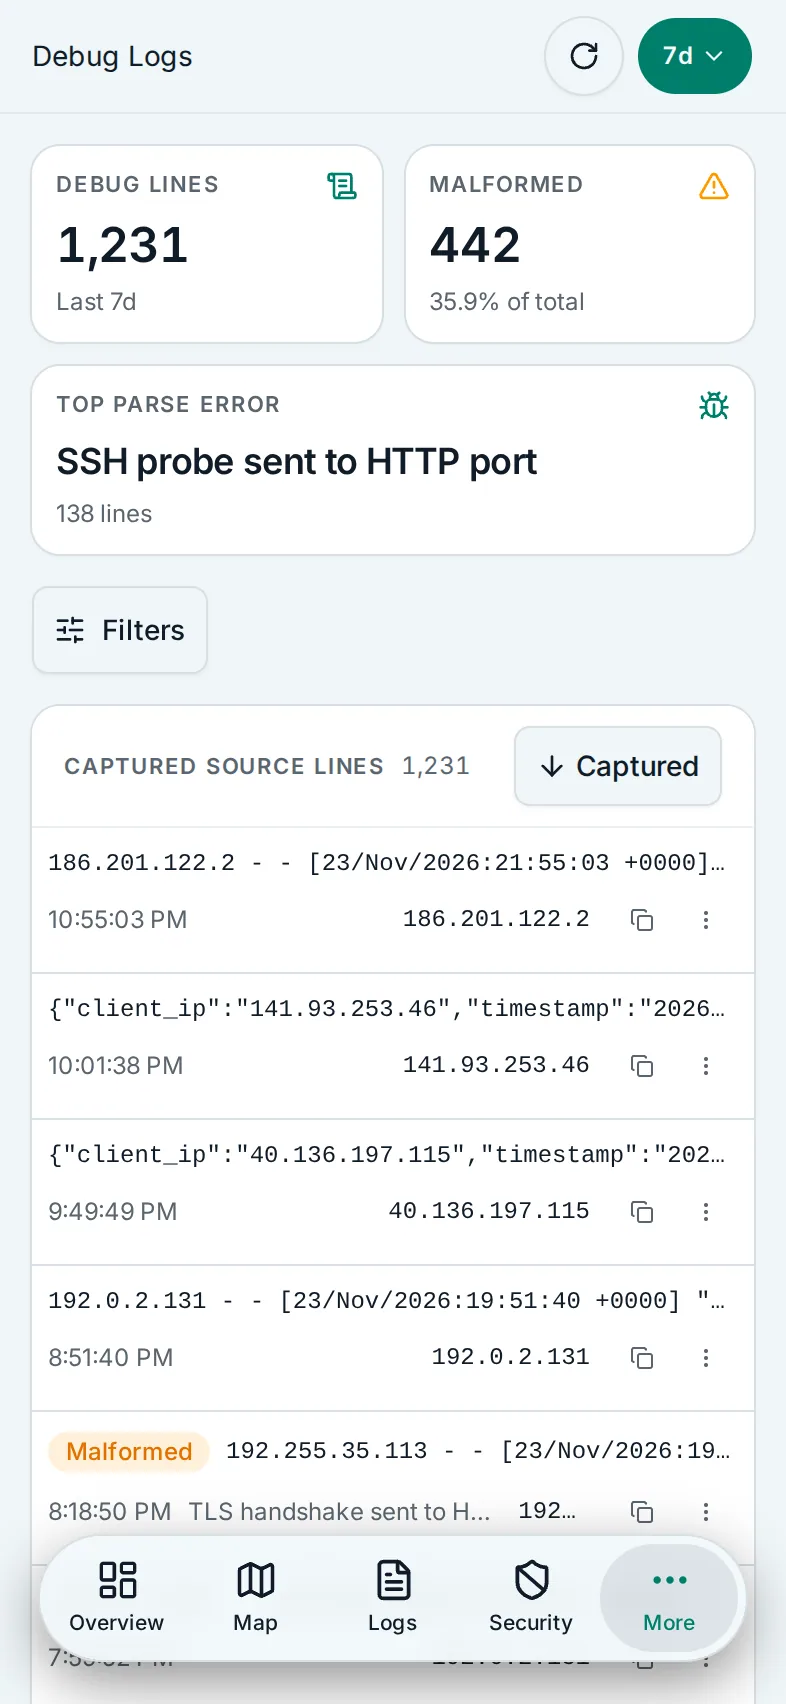 Debug Logs
7d
DEBUG LINES
1,231
Last 7d
MALFORMED
442
35.9% of total
TOP PARSE ERROR
SSH probe sent to HTTP port
138 lines
Filters
CAPTURED SOURCE LINES 1,231
Captured
186.201.122.2 - - [23/Nov/2026:21:55:03 +0000]…
10:55:03 PM 186.201.122.2
{"client_ip":"141.93.253.46","timestamp":"2026…
10:01:38 PM 141.93.253.46
{"client_ip":"40.136.197.115","timestamp":"202…
9:49:49 PM 40.136.197.115
192.0.2.131 - - [23/Nov/2026:19:51:40 +0000] "…
8:51:40 PM 192.0.2.131
Malformed 192.255.35.113 - - [23/Nov/2026:19…
8:18:50 PM TLS handshake sent to H… 192…
Overview
Map
Logs
Security
More